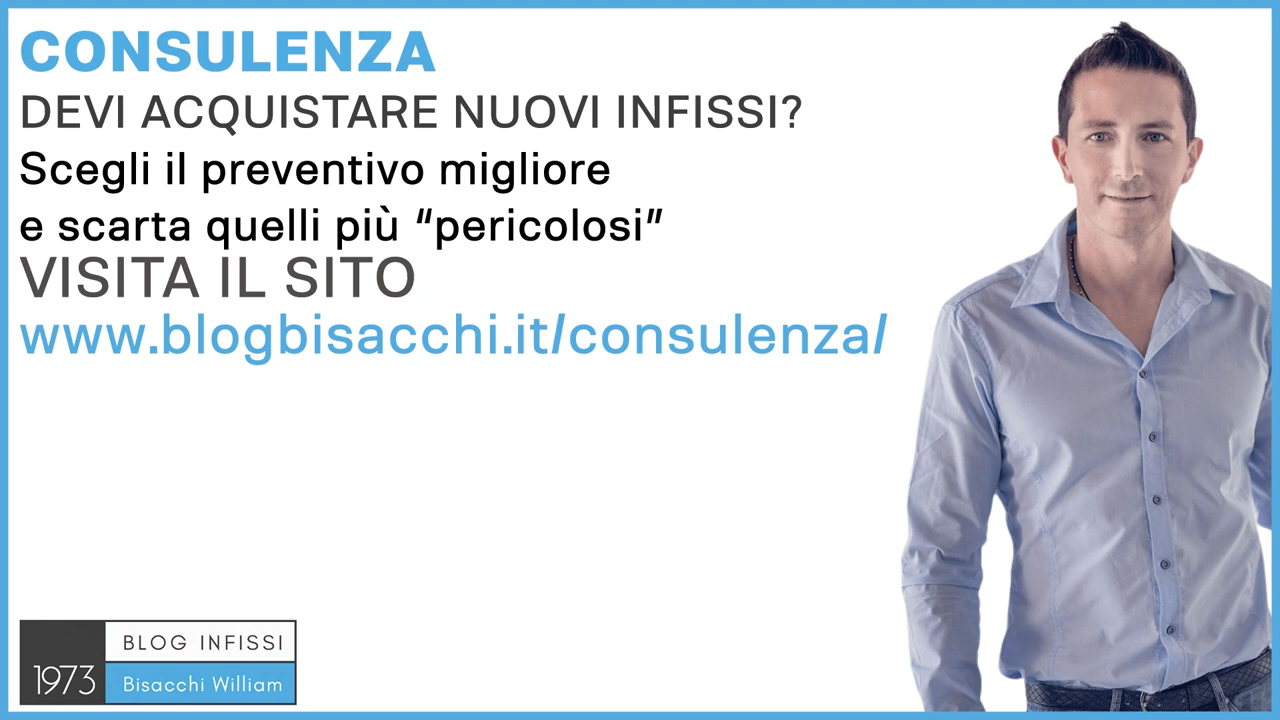 CONSULENZA
DEVI ACQUISTARE NUOVI INFISSI?
Scegli il preventivo migliore
e scarta quelli più “pericolosi”
VISITA IL SITO
www.blogbisacchi.it/consulenza/
BLOG INFISSI
1973
Bisacchi William